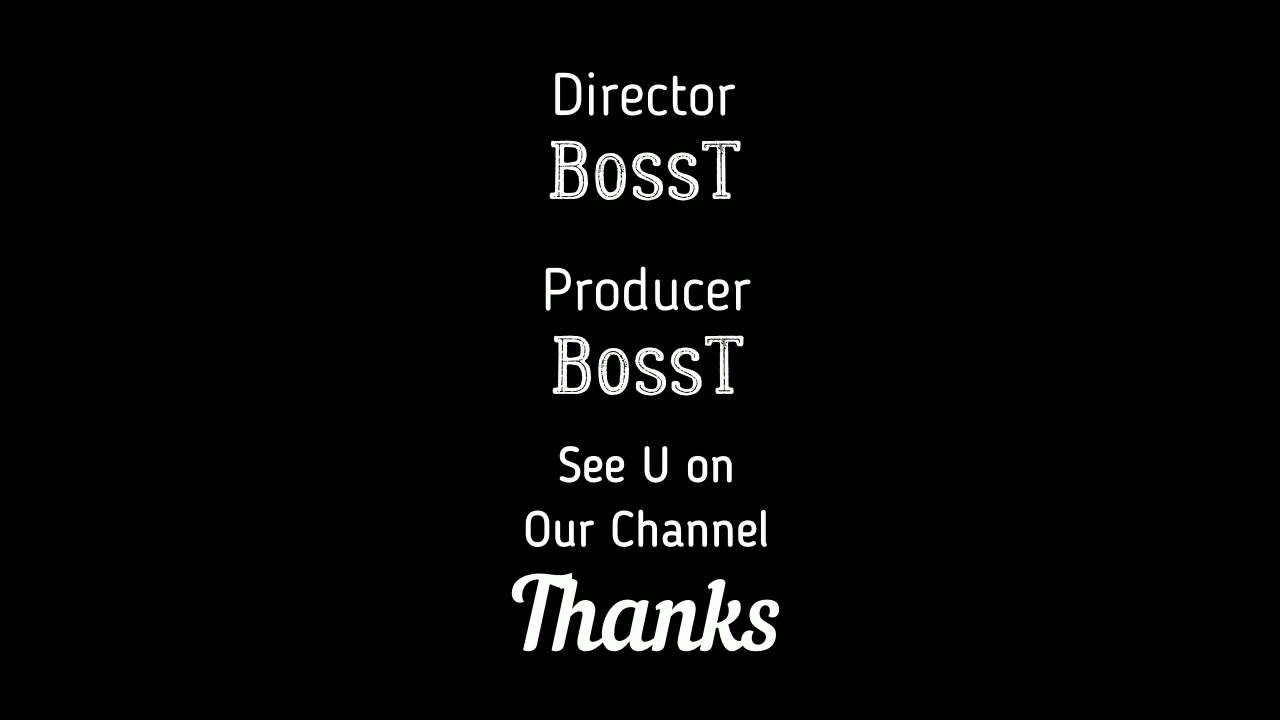 Director
BossT
Producer
BossT
See U on
Our Channel
Thanks